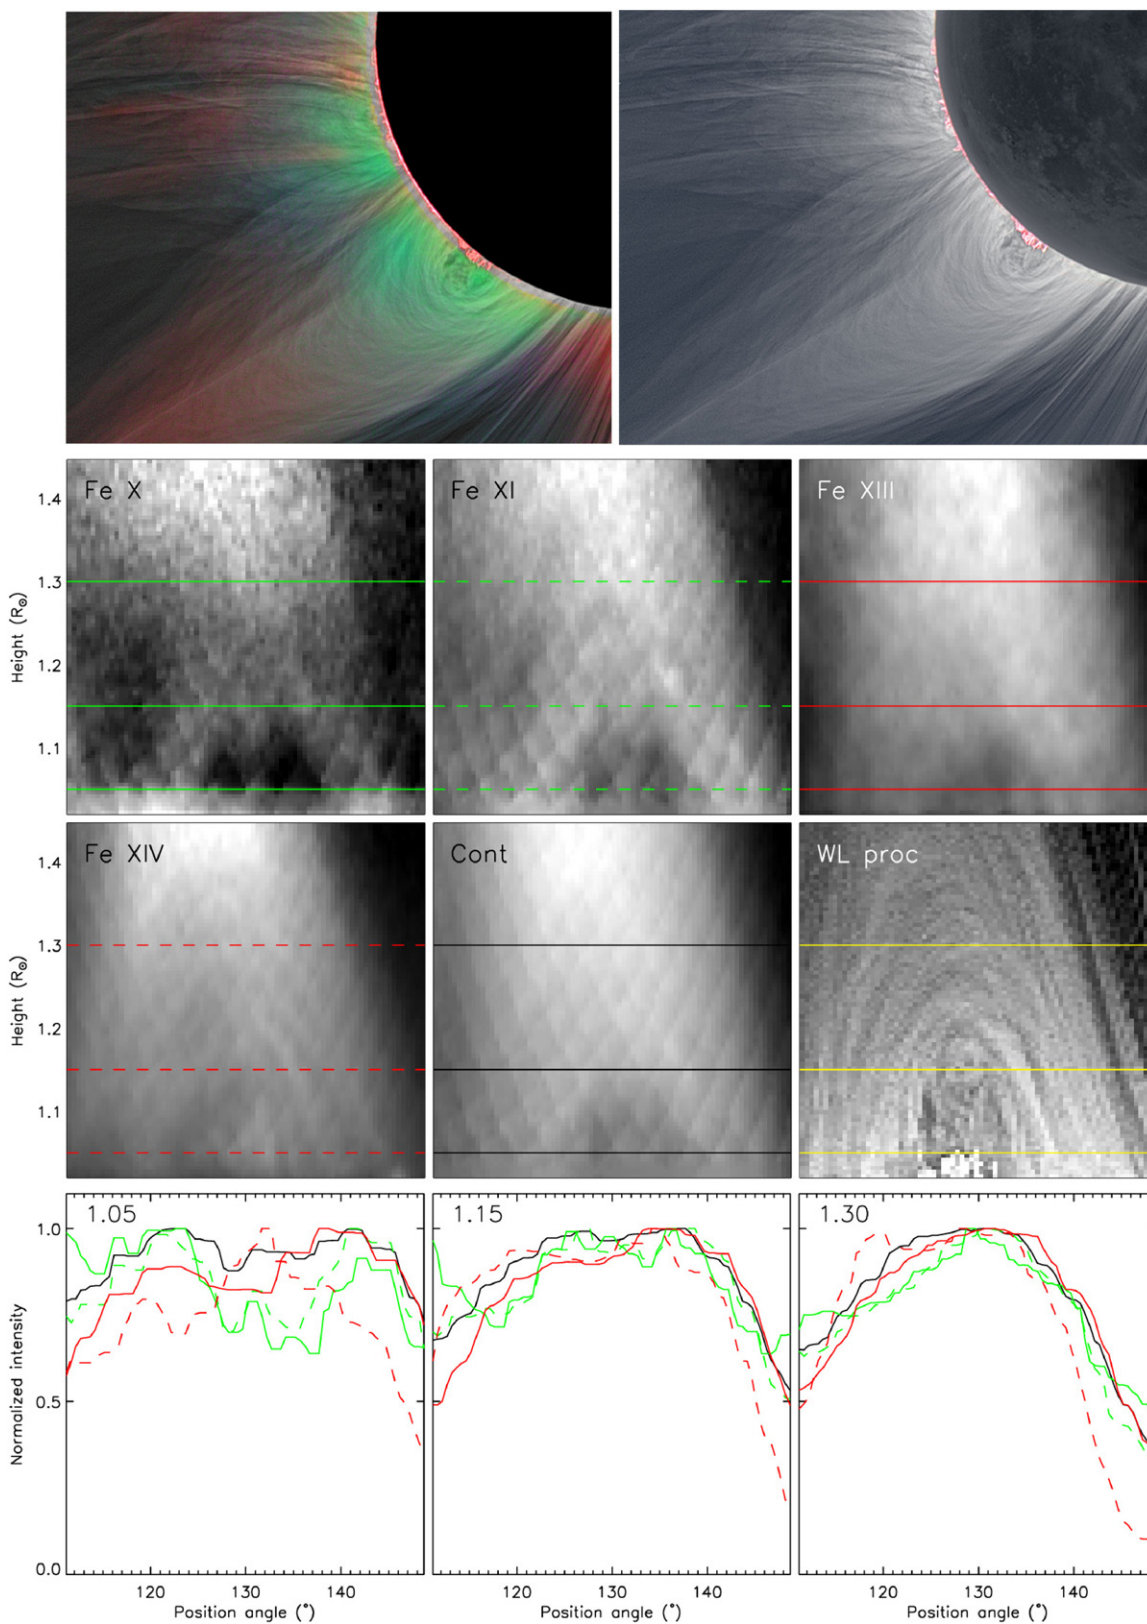 Fe X
Fe XI
Fe XIII
1.4
1.3
1.2
1.1
Height (R⊙)
Fe XIV
Cont
WL proc
1.4
1.3
1.2
1.1
Height (R⊙)
1.05
1.15
1.30
1.0
0.5
0.0
Normalized intensity
120 130 140
120 130 140
120 130 140
Position angle (°)
Position angle (°)
Position angle (°)